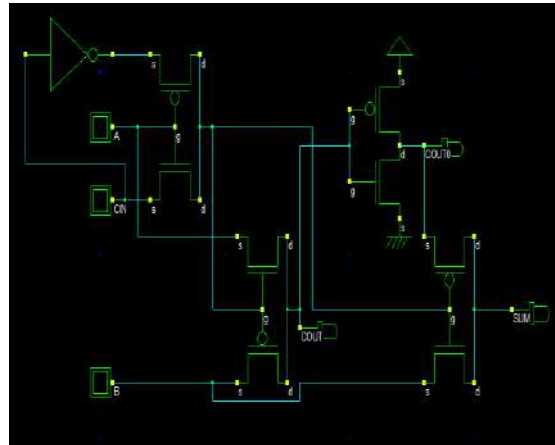 s
s d
g g
A
d COUT0
g
CIN s d
s
s d s d
g g SUM
COUT
B s d s d